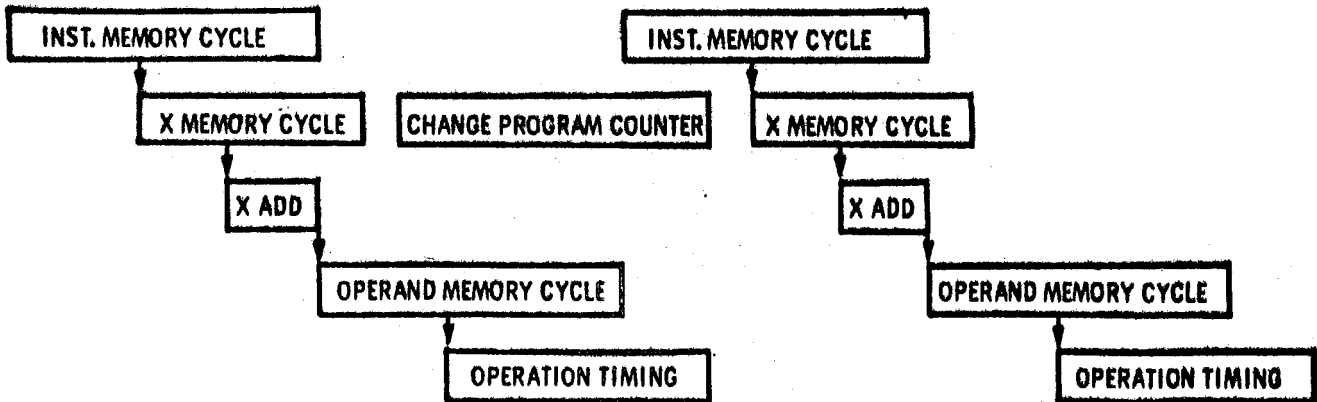 INST. MEMORY CYCLE
INST. MEMORY CYCLE
X MEMORY CYCLE
CHANGE PROGRAM COUNTER
X MEMORY CYCLE
X ADD
X ADD
OPERAND MEMORY CYCLE
OPERAND MEMORY CYCLE
OPERATION TIMING
OPERATION TIMING